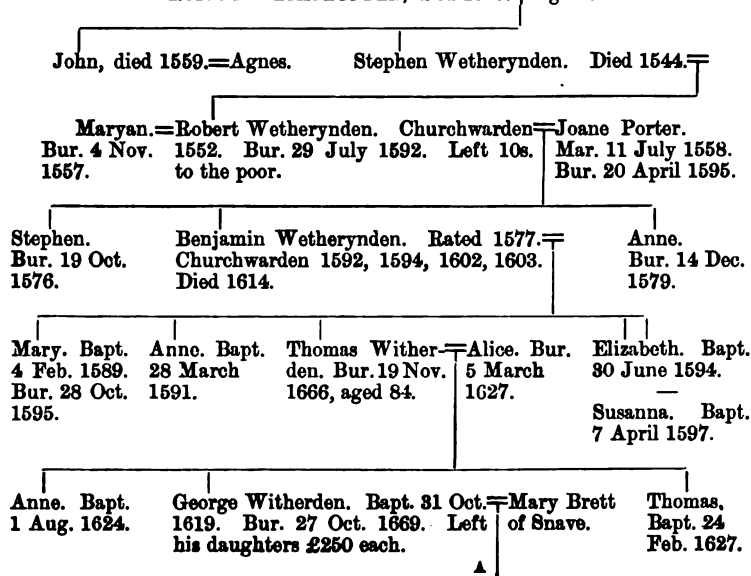 John, died 1559.=Agnes. Stephen Wetherynden. Died 1544.=
Maryan.=Robert Wetherynden. Churchwarden=Joane Porter.
Bur. 4 Nov. 1552. Bur. 29 July 1592. Left 10s. Mar. 11 July 1558.
1557. to the poor. Bur. 20 April 1595.
Stephen. Benjamin Wetherynden. Rated 1577.= Anne.
Bur. 19 Oct. Churchwarden 1592, 1594, 1602, 1603. Bur. 14 Dec.
1576. Died 1614. 1579.
Mary. Bapt. Anne. Bapt. Thomas Wither-=Alice. Bur. Elizabeth. Bapt.
4 Feb. 1589. 28 March den. Bur. 19 Nov. 5 March 30 June 1594.
Bur. 28 Oct. 1591. 1666, aged 84. 1627. —
1595. Susanna. Bapt.
7 April 1597.
Anne. Bapt. George Witherden. Bapt. 31 Oct.=Mary Brett Thomas,
1 Aug. 1624. 1619. Bur. 27 Oct. 1669. Left of Snave. Bapt. 24
his daughters £250 each. Feb. 1627.
A